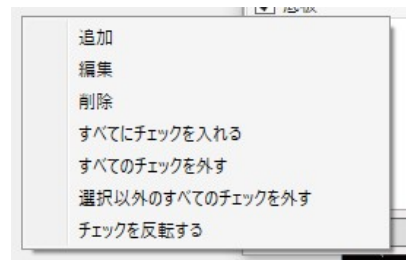 追加
編集
削除
すべてにチェックを入れる
すべてのチェックを外す
選択以外のすべてのチェックを外す
チェックを反転する